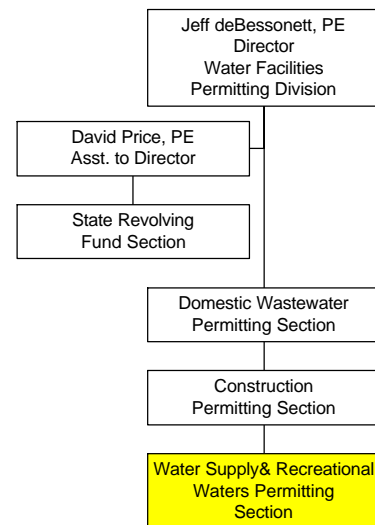 Jeff deBessonett, PE
Director
Water Facilities
Permitting Division
David Price, PE
Asst. to Director
State Revolving
Fund Section
Domestic Wastewater
Permitting Section
Construction
Permitting Section
Water Supply& Recreational
Waters Permitting
Section